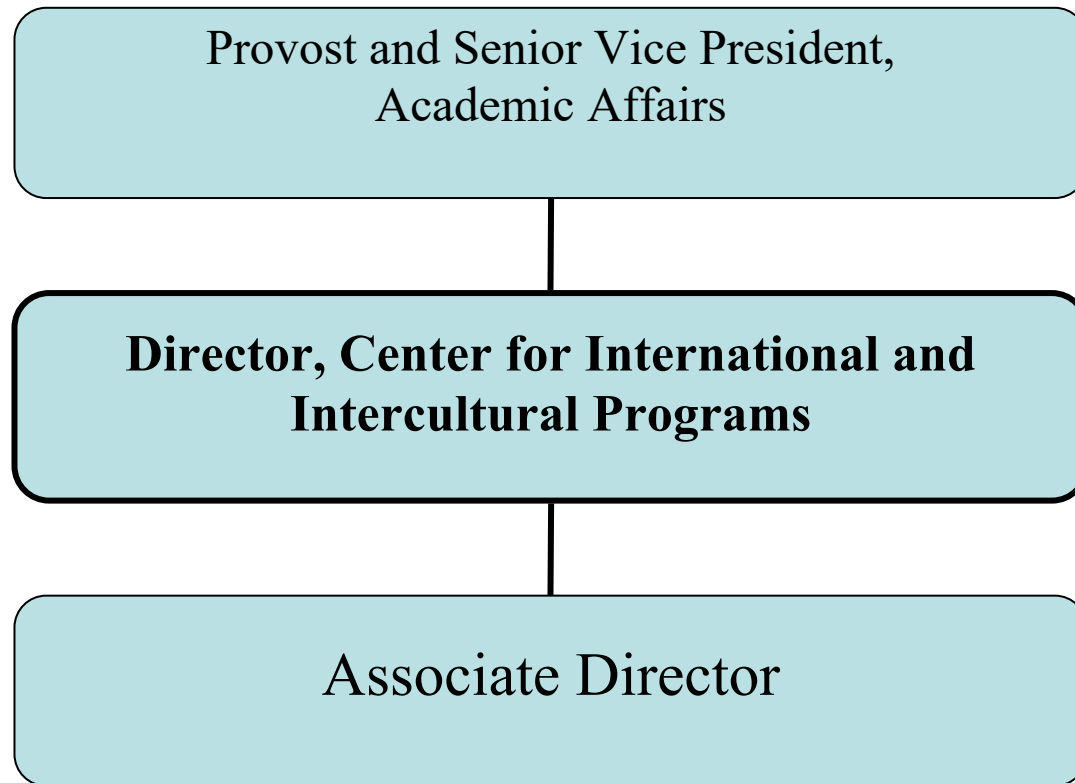 Provost and Senior Vice President,
Academic Affairs
Director, Center for International and
Intercultural Programs
Associate Director